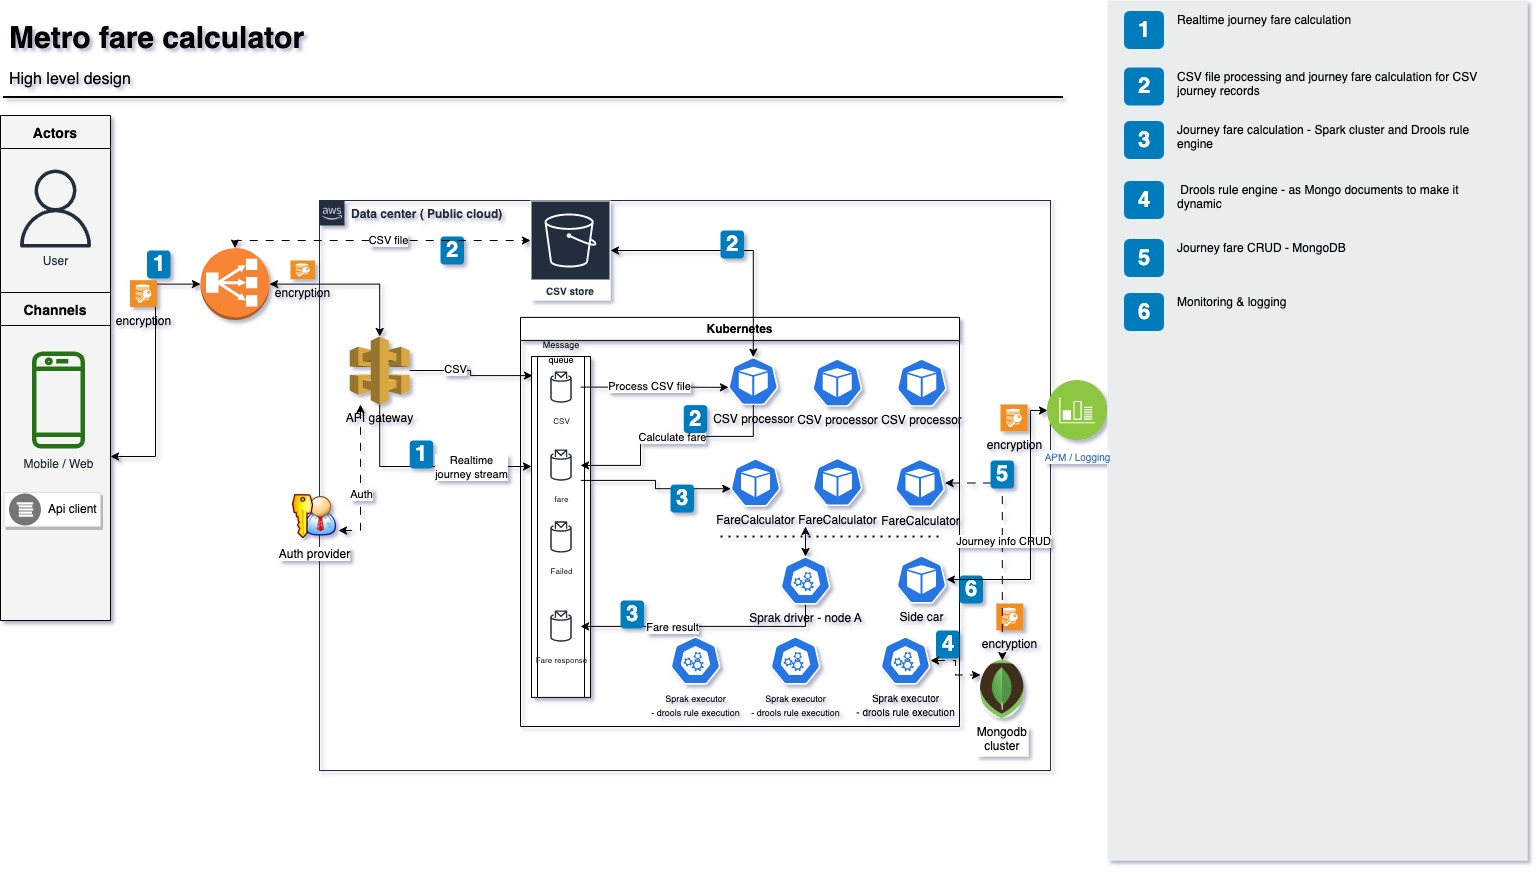 Metro fare calculator
High level design
Actors
User
Channels
Mobile / Web
Api client
1
encryption
encryption
aws
Data center ( Public cloud)
CSV file
2
CSV store
2
API gateway
CSV
1
Realtime
journey stream
Auth
Auth provider
Kubernetes
Message
queue
CSV
fare
Failed
Fare response
Process CSV file
CSV processor
CSV processor
CSV processor
2
Calculate fare
3
FareCalculator
FareCalculator
FareCalculator
5
Journey info CRUD
Sprak driver - node A
Side car
6
3
Fare result
4
Sprak executor
- drools rule execution
Sprak executor
- drools rule execution
Sprak executor
- drools rule execution
encryption
APM / Logging
encryption
Mongodb
cluster
1
Realtime journey fare calculation
2
CSV file processing and journey fare calculation for CSV
journey records
3
Journey fare calculation - Spark cluster and Drools rule
engine
4
Drools rule engine - as Mongo documents to make it
dynamic
5
Journey fare CRUD - MongoDB
6
Monitoring & logging